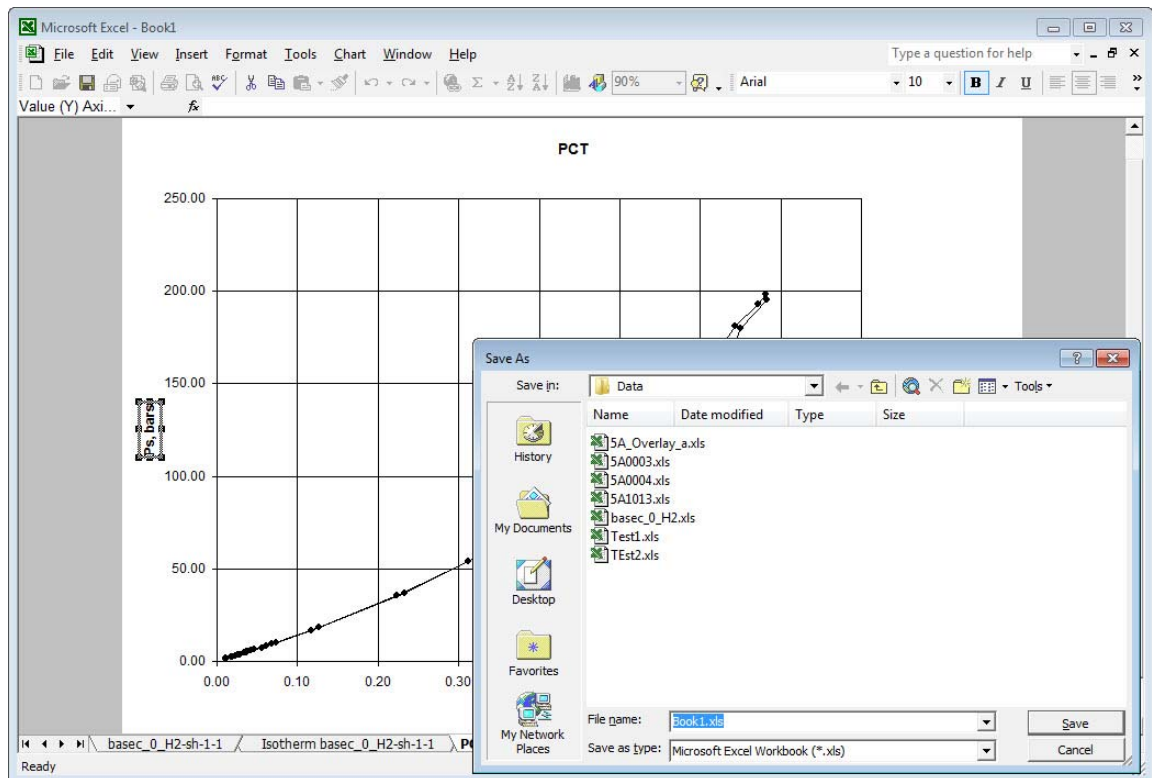 Microsoft Excel - Book1
File Edit View Insert Format Tools Chart Window Help Type a question for help
90% Arial 10 B I U
Value (Y) Axi... fx
PCT
250.00
200.00
150.00
100.00
50.00
0.00
Ps, bars
0.00 0.10 0.20 0.30
Save As
Save in: Data Tools
Name Date modified Type Size
History
My Documents
Desktop
Favorites
My Network Places
5A_Overlay_a.xls
5A0003.xls
5A0004.xls
5A1013.xls
basec_0_H2.xls
Test1.xls
TEst2.xls
File name: Book1.xls Save
Save as type: Microsoft Excel Workbook (*.xls) Cancel
basec_0_H2-sh-1-1 Isotherm basec_0_H2-sh-1-1
Ready